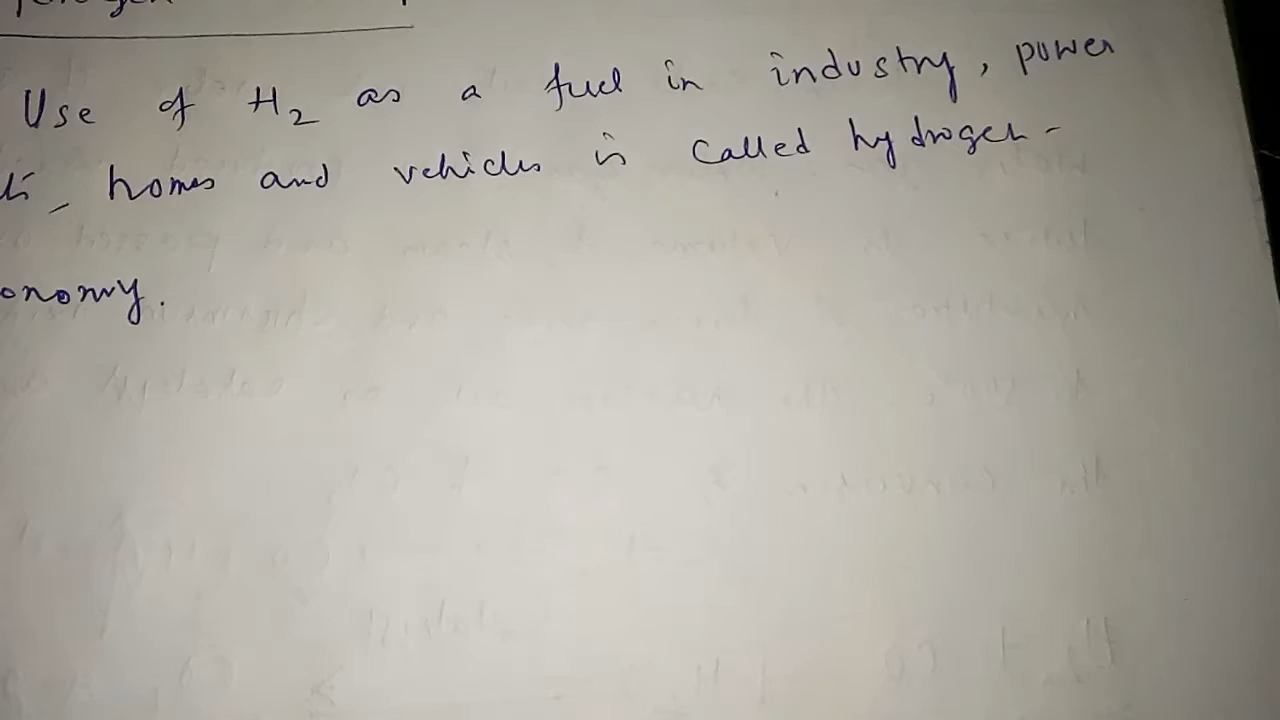 Use of H2 as a fuel in industry, power
homes and vehicles is called hydrogen-
onomy.